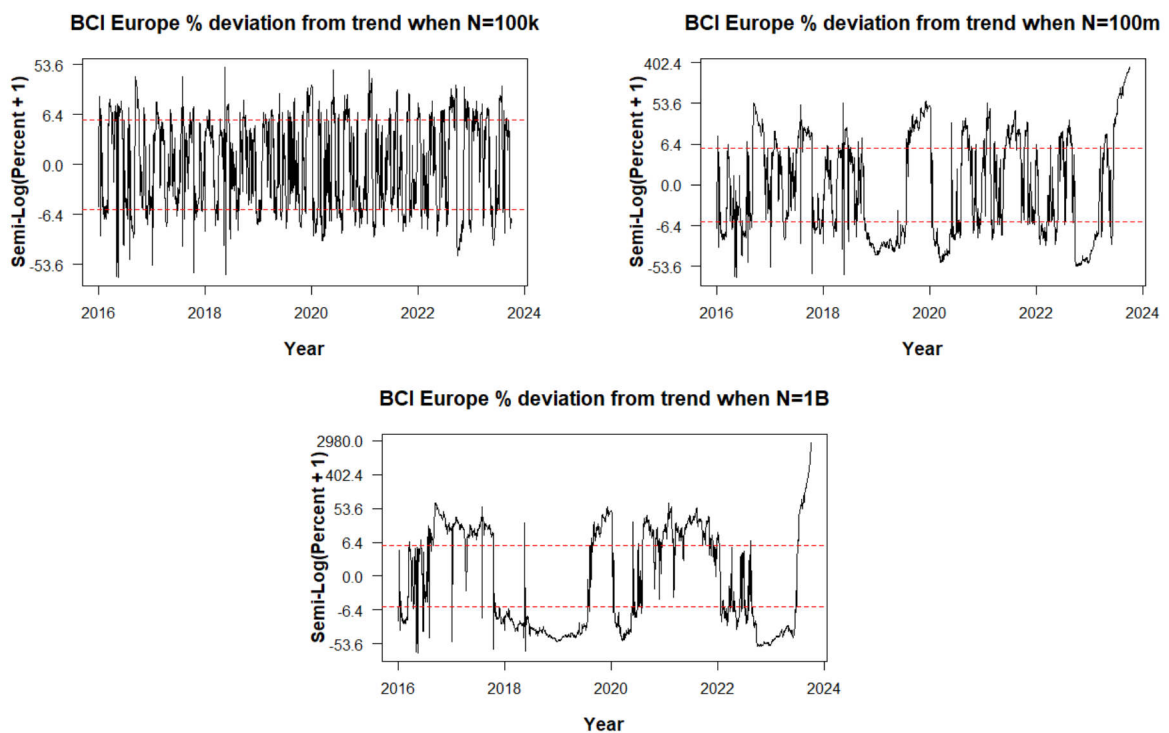 BCI Europe % deviation from trend when N=100k
Semi-Log(Percent + 1)
53.6
6.4
0.0
-6.4
-53.6
2016 2018 2020 2022 2024
Year
BCI Europe % deviation from trend when N=100m
Semi-Log(Percent + 1)
402.4
53.6
6.4
0.0
-6.4
-53.6
2016 2018 2020 2022 2024
Year
BCI Europe % deviation from trend when N=1B
Semi-Log(Percent + 1)
2980.0
402.4
53.6
6.4
0.0
-6.4
-53.6
2016 2018 2020 2022 2024
Year